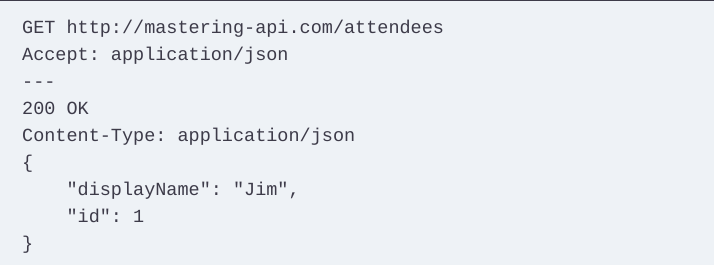 GET http://mastering-api.com/attendees
Accept: application/json
---
200 OK
Content-Type: application/json
{
    "displayName": "Jim",
    "id": 1
}